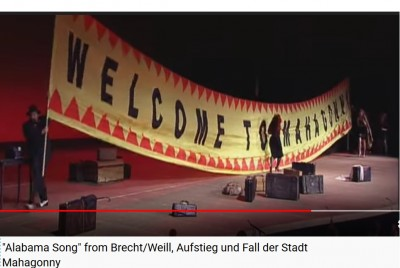 WELCOME TO MAHAGONNY
"Alabama Song" from Brecht/Weill, Aufstieg und Fall der Stadt
Mahagonny